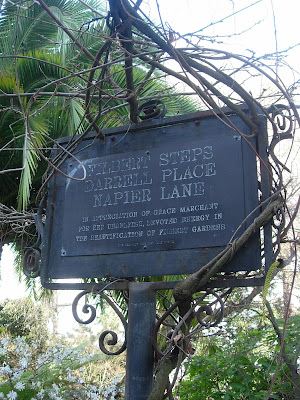 FILBERT STEPS
DARRELL PLACE
NAPIER LANE
IN APPRECIATION OF GRACE MARCHANT
FOR HER UNSELFISH, DEVOTED ENERGY IN
THE BEAUTIFICATION OF FILBERT GARDENS